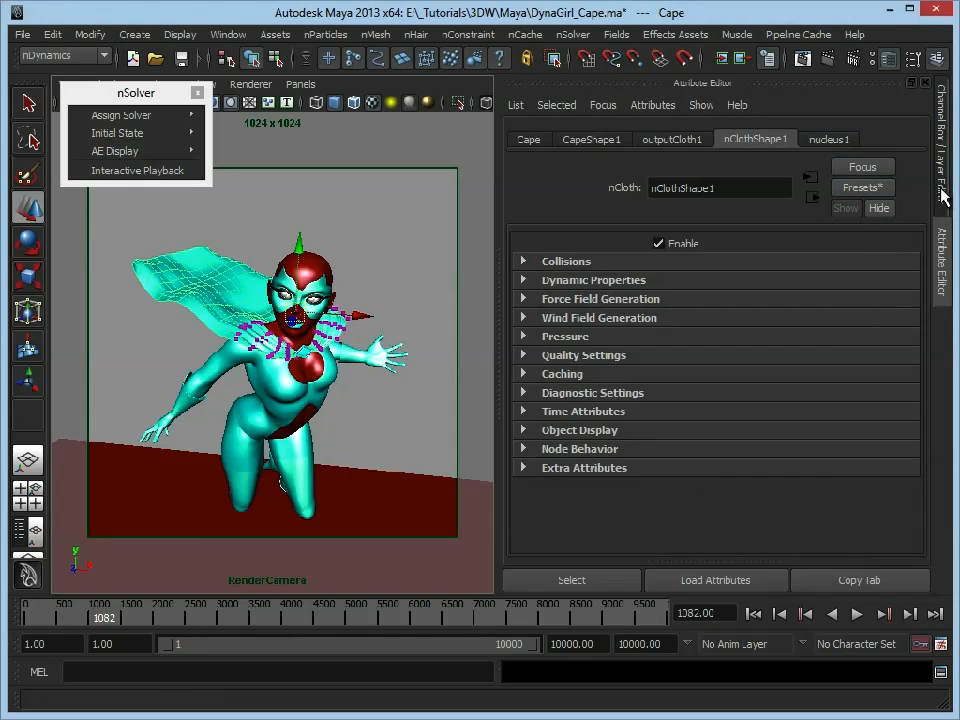 Autodesk Maya 2013 x64: E:\_Tutorials\3DW\Maya\DynaGirl_Cape.ma* --- Cape
File Edit Modify Create Display Window Assets nParticles nMesh nHair nConstraint nCache nSolver Fields Effects Assets Muscle Pipeline Cache Help
nDynamics
Renderer Panels
nSolver
Assign Solver
Initial State
AE Display
Interactive Playback
1024 x 1024
RenderCamera
y
x
z
Attribute Editor
List Selected Focus Attributes Show Help
Cape CapeShape1 outputCloth1 nClothShape1 nucleus1
nCloth: nClothShape1
Focus
Presets*
Show Hide
Enable
Collisions
Dynamic Properties
Force Field Generation
Wind Field Generation
Pressure
Quality Settings
Caching
Diagnostic Settings
Time Attributes
Object Display
Node Behavior
Extra Attributes
Select Load Attributes Copy Tab
Channel Box / Layer Edi
Attribute Editor
0 500 1000 1500 2000 2500 3000 3500 4000 4500 5000 5500 6000 6500 7000 7500 8000 8500 9000 9500
1082
1082.00
1.00 1.00 1 10000 10000.00 10000.00 No Anim Layer No Character Set
MEL